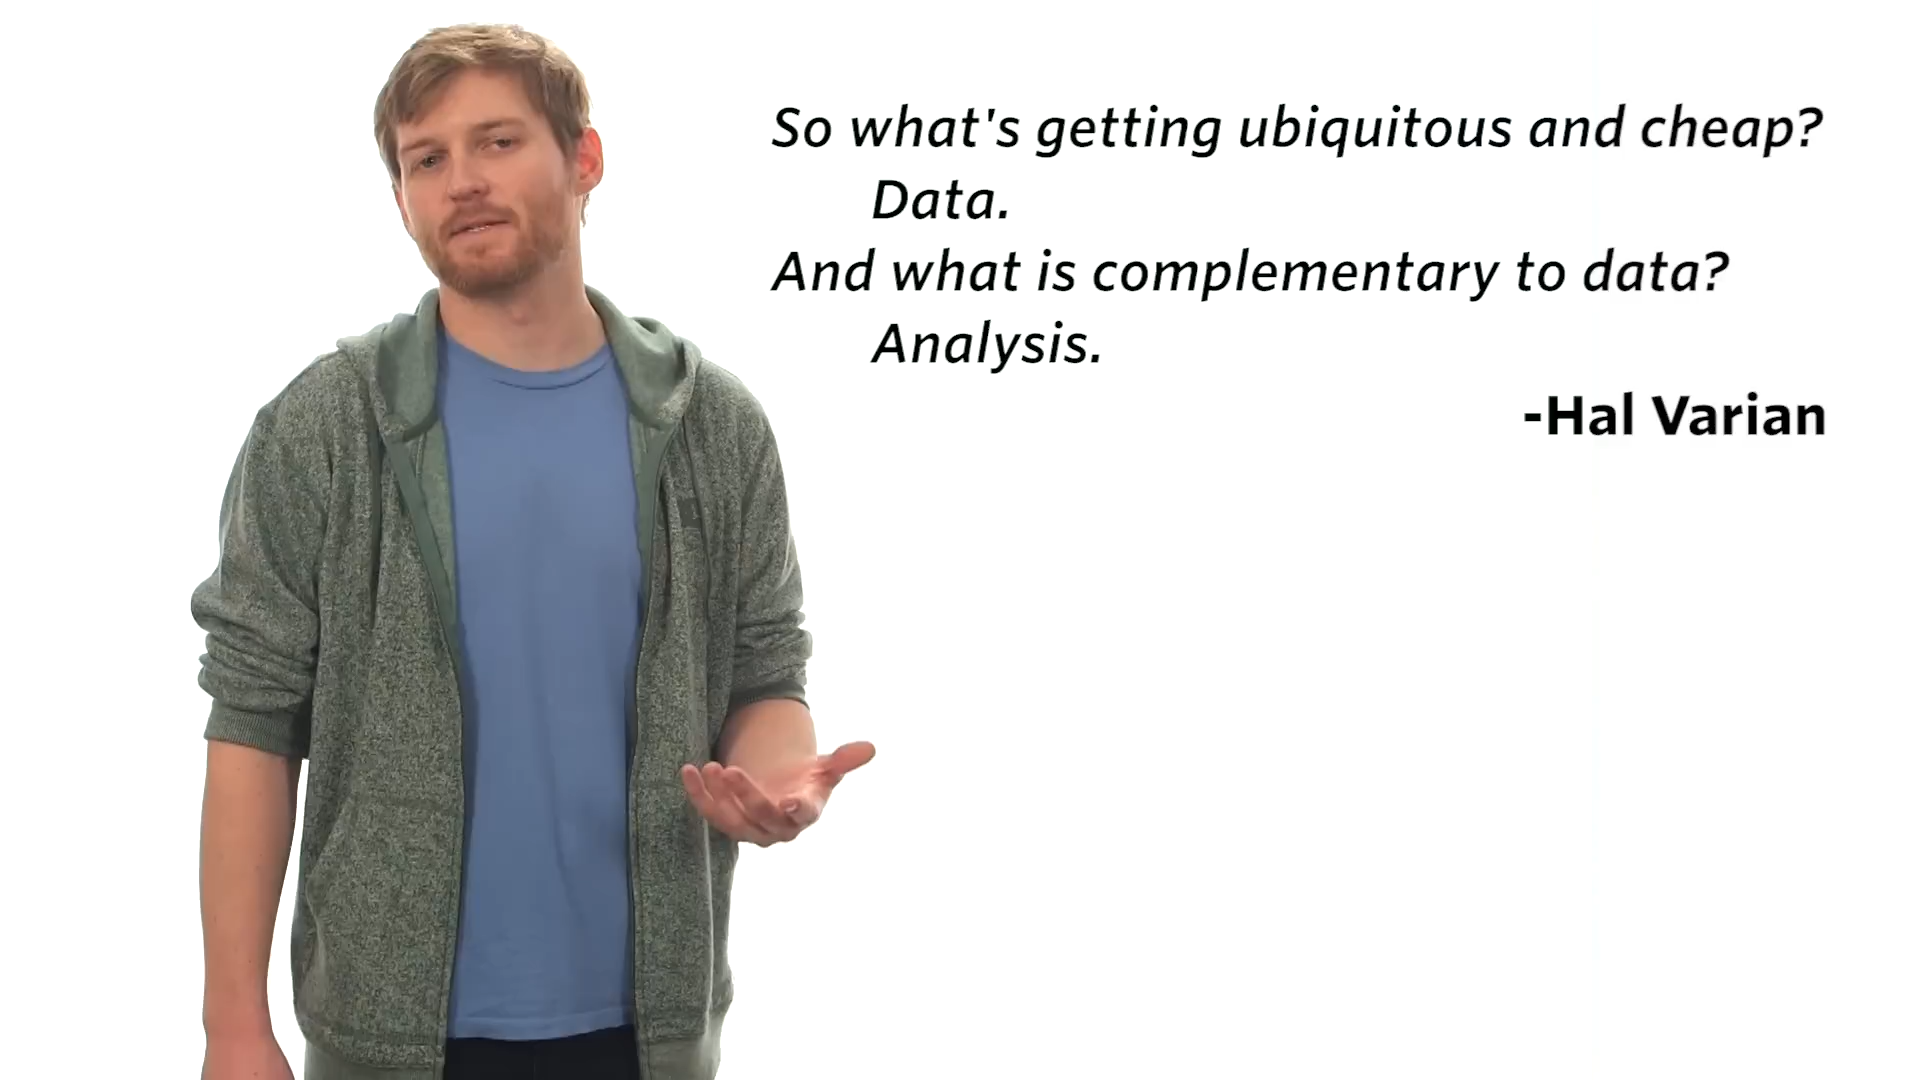 So what's getting ubiquitous and cheap?
Data.
And what is complementary to data?
Analysis.
-Hal Varian